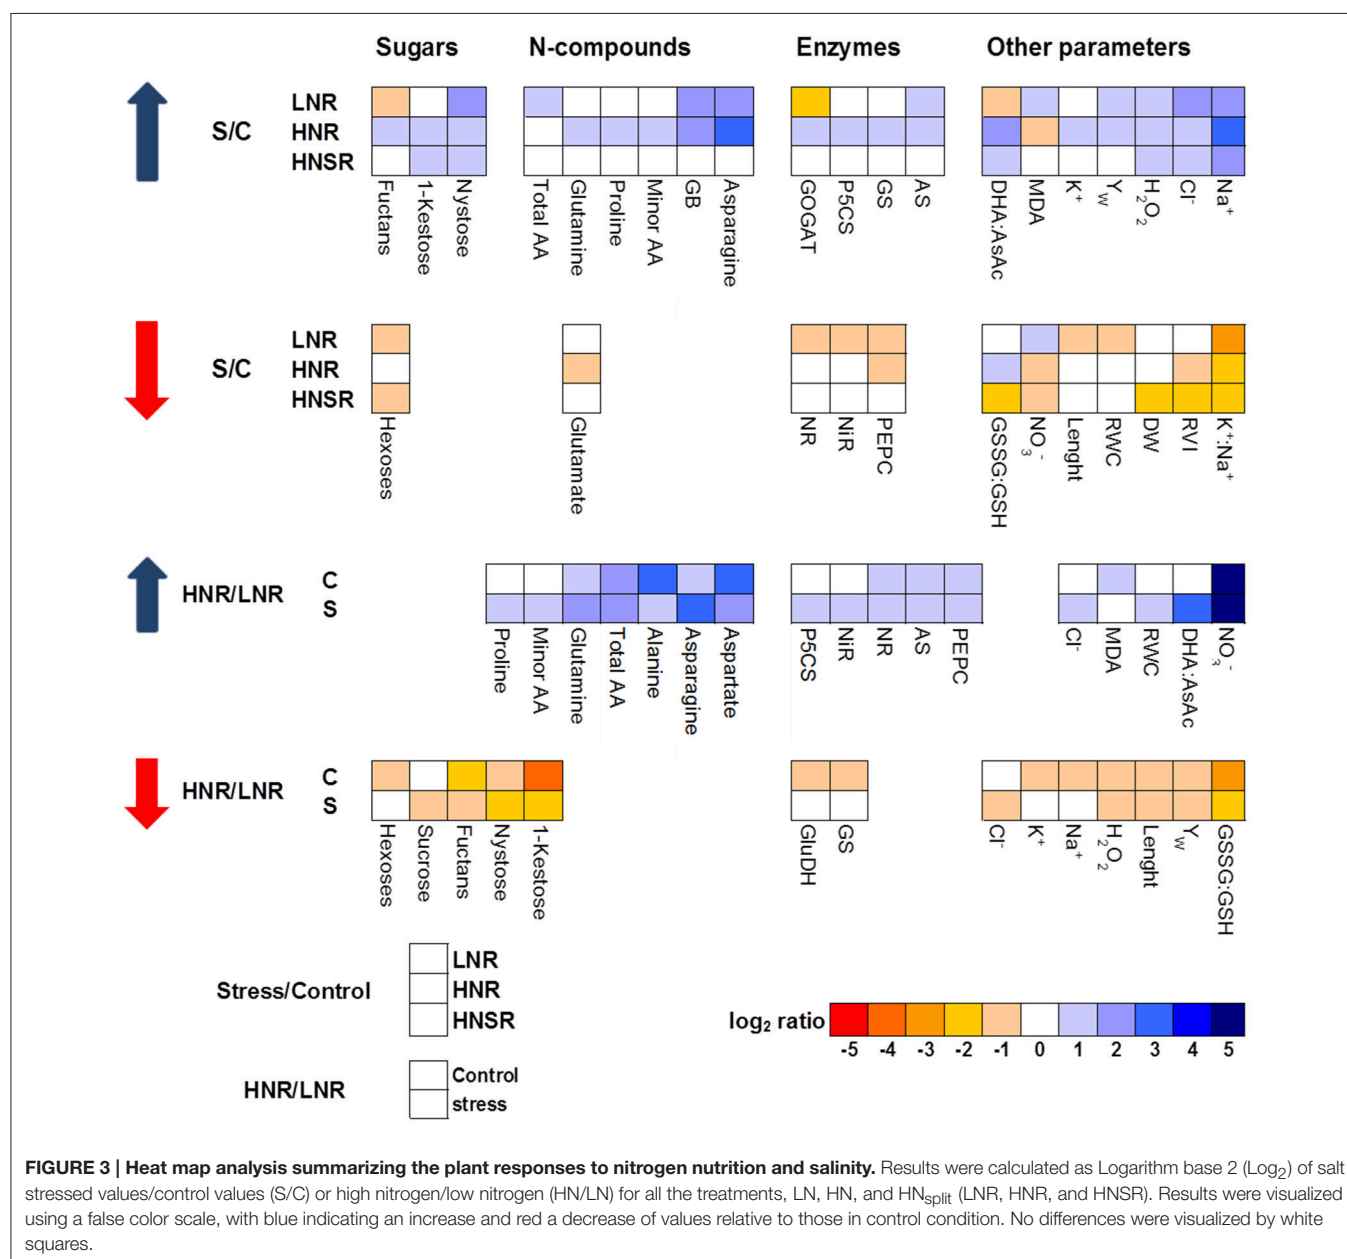 Sugars N-compounds Enzymes Other parameters
S/C
LNR
HNR
HNSR
Fuctans 1-Kestose Nystose Total AA Glutamine Proline Minor AA GB Asparagine GOGAT P5CS GS AS DHA:AsAc MDA K⁺ Yw H₂O₂ Cl⁻ Na⁺
S/C
LNR
HNR
HNSR
Hexoses Glutamate NR NiR PEPC GSSG:GSH NO₃⁻ Lenght RWC DW RVI K⁺:Na⁺
HNR/LNR
C
S
Proline Minor AA Glutamine Total AA Alanine Asparagine Aspartate P5CS NiR NR AS PEPC Cl⁻ MDA RWC DHA:AsAc NO₃⁻
HNR/LNR
C
S
Hexoses Sucrose Fuctans Nystose 1-Kestose GluDH GS Cl⁻ K⁺ Na⁺ H₂O₂ Lenght Yw GSSG:GSH
Stress/Control
LNR
HNR
HNSR
log₂ ratio
-5 -4 -3 -2 -1 0 1 2 3 4 5
HNR/LNR
Control
stress
FIGURE 3 | Heat map analysis summarizing the plant responses to nitrogen nutrition and salinity. Results were calculated as Logarithm base 2 (Log₂) of salt
stressed values/control values (S/C) or high nitrogen/low nitrogen (HN/LN) for all the treatments, LN, HN, and HNsplit (LNR, HNR, and HNSR). Results were visualized
using a false color scale, with blue indicating an increase and red a decrease of values relative to those in control condition. No differences were visualized by white
squares.